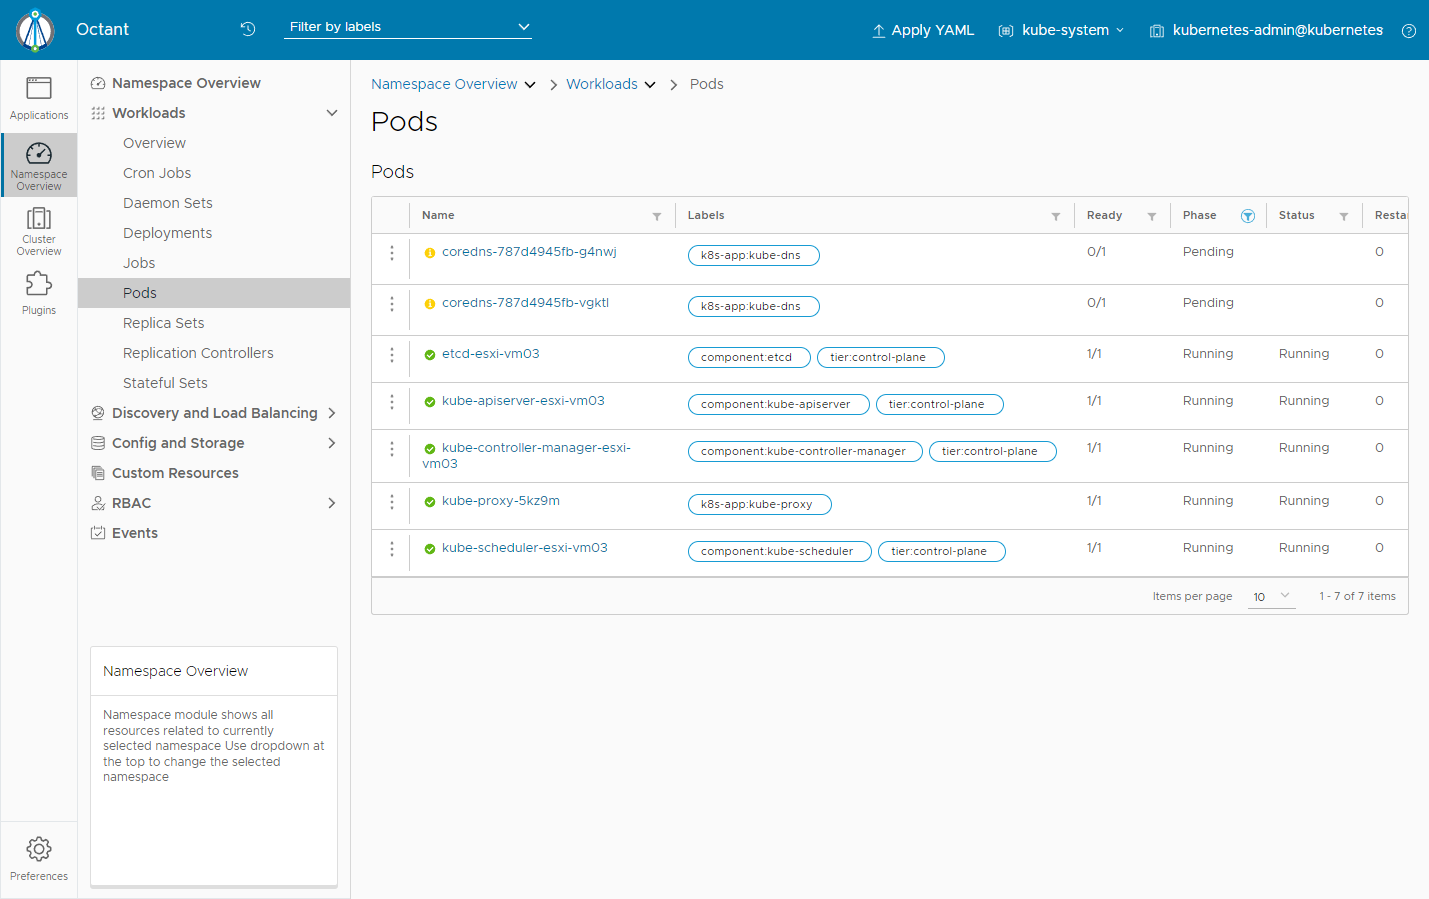 Octant
Filter by labels
Apply YAML
kube-system
kubernetes-admin@kubernetes
Applications
Namespace
Overview
Cluster
Overview
Plugins
Preferences
Namespace Overview
Workloads
Overview
Cron Jobs
Daemon Sets
Deployments
Jobs
Pods
Replica Sets
Replication Controllers
Stateful Sets
Discovery and Load Balancing
Config and Storage
Custom Resources
RBAC
Events
Namespace Overview
Namespace module shows all
resources related to currently
selected namespace Use dropdown at
the top to change the selected
namespace
Namespace Overview > Workloads > Pods
Pods
Pods
Name Labels Ready Phase Status Resta
coredns-787d4945fb-g4nwj k8s-app:kube-dns 0/1 Pending 0
coredns-787d4945fb-vgktl k8s-app:kube-dns 0/1 Pending 0
etcd-esxi-vm03 component:etcd tier:control-plane 1/1 Running Running 0
kube-apiserver-esxi-vm03 component:kube-apiserver tier:control-plane 1/1 Running Running 0
kube-controller-manager-esxi- component:kube-controller-manager tier:control-plane 1/1 Running Running 0
vm03
kube-proxy-5kz9m k8s-app:kube-proxy 1/1 Running Running 0
kube-scheduler-esxi-vm03 component:kube-scheduler tier:control-plane 1/1 Running Running 0
Items per page 10 1 - 7 of 7 items